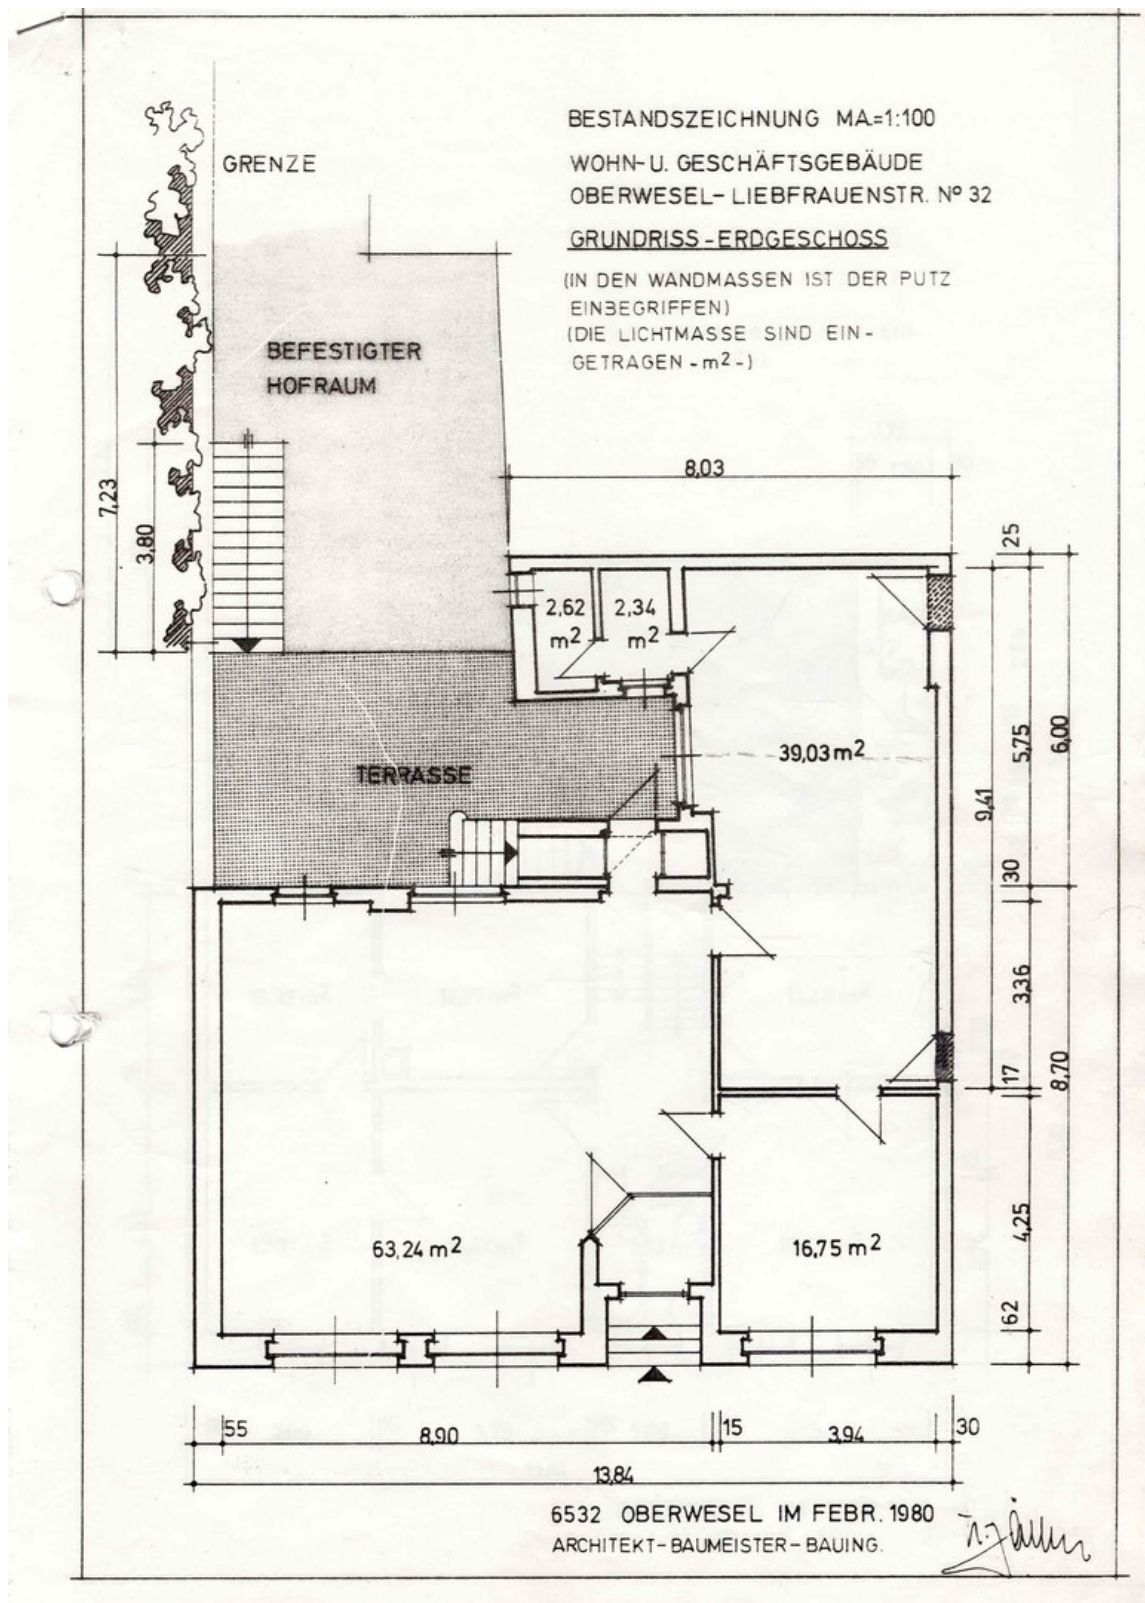 BESTANDSZEICHNUNG MA.=1:100
WOHN- U. GESCHÄFTSGEBÄUDE
OBERWESEL- LIEBFRAUENSTR. Nº 32
GRUNDRISS - ERDGESCHOSS
(IN DEN WANDMASSEN IST DER PUTZ
EINBEGRIFFEN)
(DIE LICHTMASSE SIND EIN-
GETRAGEN - m² -)
GRENZE
BEFESTIGTER
HOFRAUM
7,23
3,80
8,03
25
2,62
m²
2,34
m²
39,03 m²
5,75
6,00
TERRASSE
9,41
30
3,36
17
8,70
63,24 m²
16,75 m²
4,25
62
55
8,90
15
3,94
30
13,84
6532 OBERWESEL IM FEBR. 1980
ARCHITEKT-BAUMEISTER-BAUING.